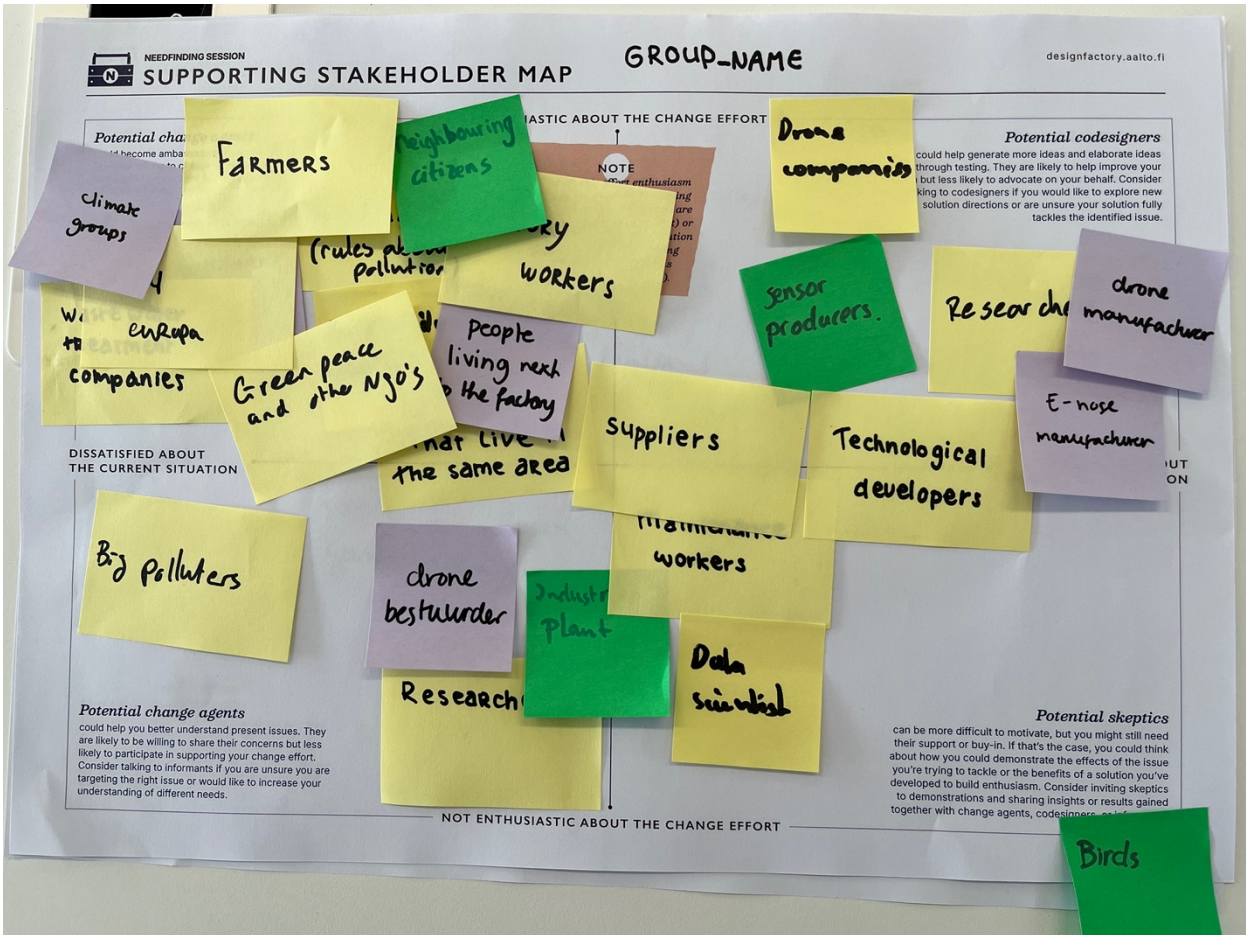 NEEDFINDING SESSION
SUPPORTING STAKEHOLDER MAP
GROUP_NAME
designfactory.aalto.fi
ABOUT THE CHANGE EFFORT
Potential
become
Farmers
Neighbouring
citizens
climate
groups
(rules
pollution
workers
NOTE
enthusiasm
are
or
Drone
companies
Potential codesigners
could help generate more ideas and elaborate ideas
through testing. They are likely to help improve your
but less likely to advocate on your behalf. Consider
to codesigners if you would like to explore new
solution directions or are unsure your solution fully
tackles the identified issue.
europa
companies
Greenpeace
and other NGO's
People
living next
the factory
that live
the same area
sensor
producers.
drone
manufacturer
E-nose
manufacturer
Suppliers
Technological
developers
DISSATISFIED ABOUT
THE CURRENT SITUATION
maintenance
workers
Big polluters
drone
bestuurder
plant
Data
scientist
Potential change agents
could help you better understand present issues. They
are likely to be willing to share their concerns but less
likely to participate in supporting your change effort.
Consider talking to informants if you are unsure you are
targeting the right issue or would like to increase your
understanding of different needs.
Potential skeptics
can be more difficult to motivate, but you might still need
their support or buy-in. If that's the case, you could think
about how you could demonstrate the effects of the issue
you're trying to tackle or the benefits of a solution you've
developed to build enthusiasm. Consider inviting skeptics
to demonstrations and sharing insights or results gained
together with change agents, codesigners,
NOT ENTHUSIASTIC ABOUT THE CHANGE EFFORT
Birds